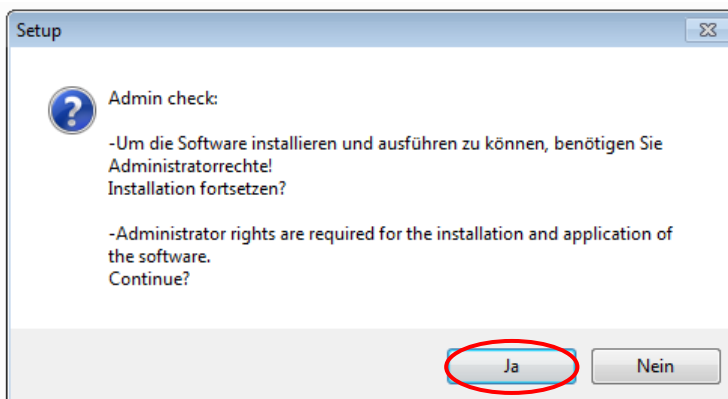 Setup
Admin check:
-Um die Software installieren und ausführen zu können, benötigen Sie
Administratorrechte!
Installation fortsetzen?
-Administrator rights are required for the installation and application of
the software.
Continue?
Ja
Nein